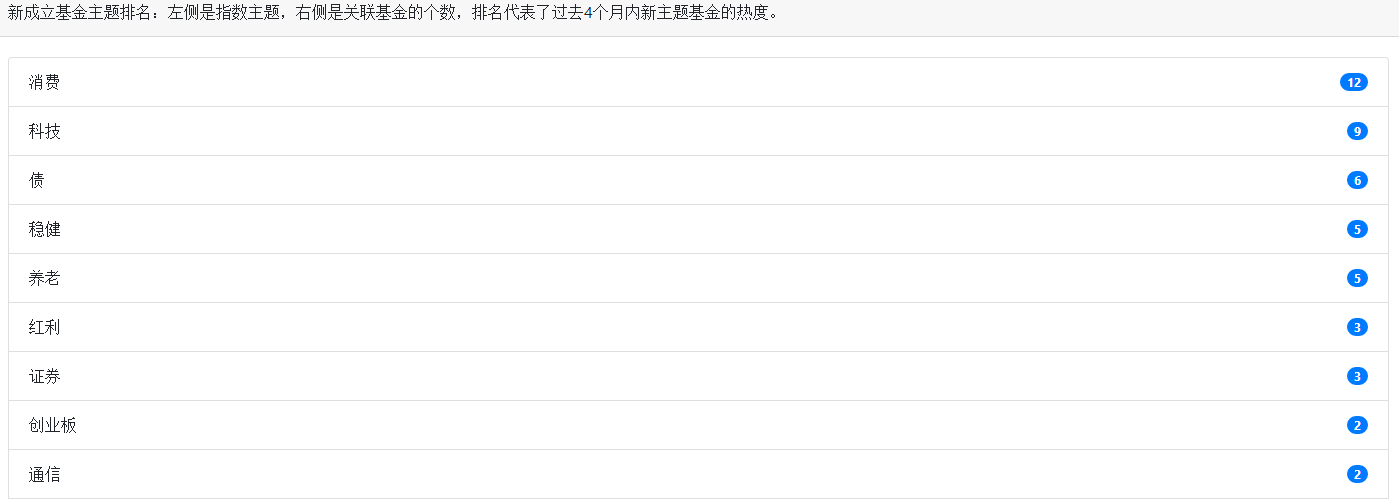 新成立基金主题排名：左侧是指数主题，右侧是关联基金的个数，排名代表了过去4个月内新主题基金的热度。
消费 12
科技 9
债 6
稳健 5
养老 5
红利 3
证券 3
创业板 2
通信 2